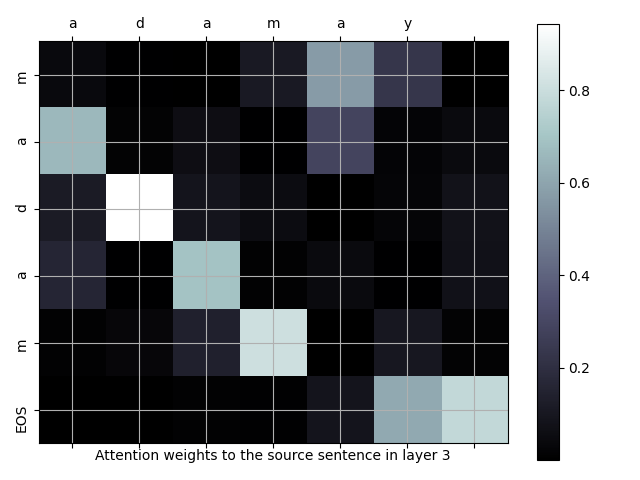 a d a m a y
m
a
d
a
m
EOS
0.8
0.6
0.4
0.2
Attention weights to the source sentence in layer 3